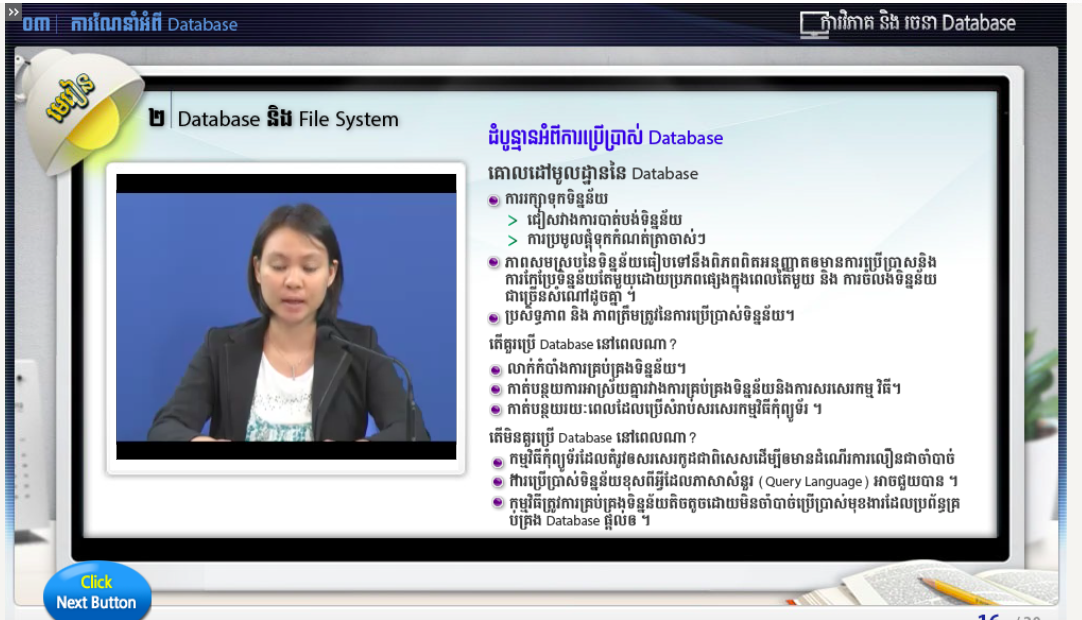 ០៣ ការណែនាំអំពី Database
ការវិភាគ និង រចនា Database
មេរៀន
២ Database និង File System
ដំបូន្មានអំពីការប្រើប្រាស់ Database
គោលដៅមូលដ្ឋាននៃ Database
ការរក្សាទុកទិន្នន័យ
> ជៀសវាងការបាត់បង់ទិន្នន័យ
> ការប្រមូលផ្តុំទុកកំណត់ត្រាចាស់ៗ
ភាពសមស្របនៃទិន្នន័យធៀបទៅនឹងពិភពពិតអនុញ្ញាតឲមានការប្រើប្រាសនិង
ការកែប្រែទិន្នន័យតែមួយដោយប្រភពផ្សេងក្នុងពេលតែមួយ និង ការចំលងទិន្នន័យ
ជាច្រើនសំណៅដូចគ្នា ។
ប្រសិទ្ធភាព និង ភាពត្រឹមត្រូវនៃការប្រើប្រាស់ទិន្នន័យ។
តើគួរប្រើ Database នៅពេលណា ?
លាក់កំបាំងការគ្រប់គ្រងទិន្នន័យ។
កាត់បន្ថយការអាស្រ័យគ្នារវាងការគ្រប់គ្រងទិន្នន័យនិងការសរសេរកម្ម វិធី។
កាត់បន្ថយរយៈពេលដែលប្រើសំរាប់សរសេរកម្មវិធីកុំព្យូទ័រ ។
តើមិនគួរប្រើ Database នៅពេលណា ?
កម្មវិធីកុំព្យូទ័រដែលតំរូវឲសរសេរកូដជាពិសេសដើម្បីឲមានដំណើរការលឿនជាចាំបាច់
ការប្រើប្រាស់ទិន្នន័យខុសពីអ្វីដែលភាសាសំនួរ ( Query Language ) អាចជួយបាន ។
កម្មវិធីត្រូវការគ្រប់គ្រងទិន្នន័យតិចតួចដោយមិនចាំបាច់ប្រើប្រាស់មុខងារដែលប្រព័ន្ធគ្រ
ប់គ្រង Database ផ្តល់ឲ ។
Click
Next Button